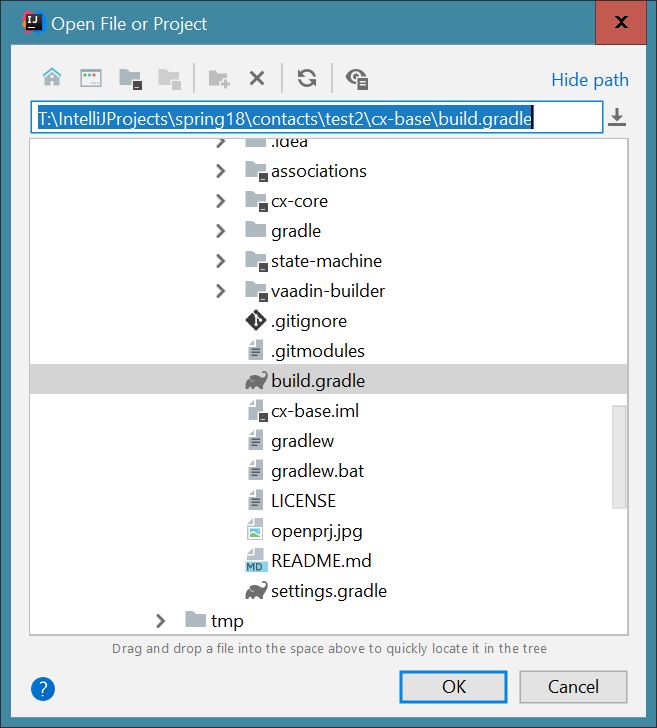 Open File or Project
Hide path
T:\IntelliJProjects\spring18\contacts\test2\cx-base\build.gradle
.idea
associations
cx-core
gradle
state-machine
vaadin-builder
.gitignore
.gitmodules
build.gradle
cx-base.iml
gradlew
gradlew.bat
LICENSE
openprj.jpg
MD README.md
settings.gradle
tmp
Drag and drop a file into the space above to quickly locate it in the tree
? OK Cancel